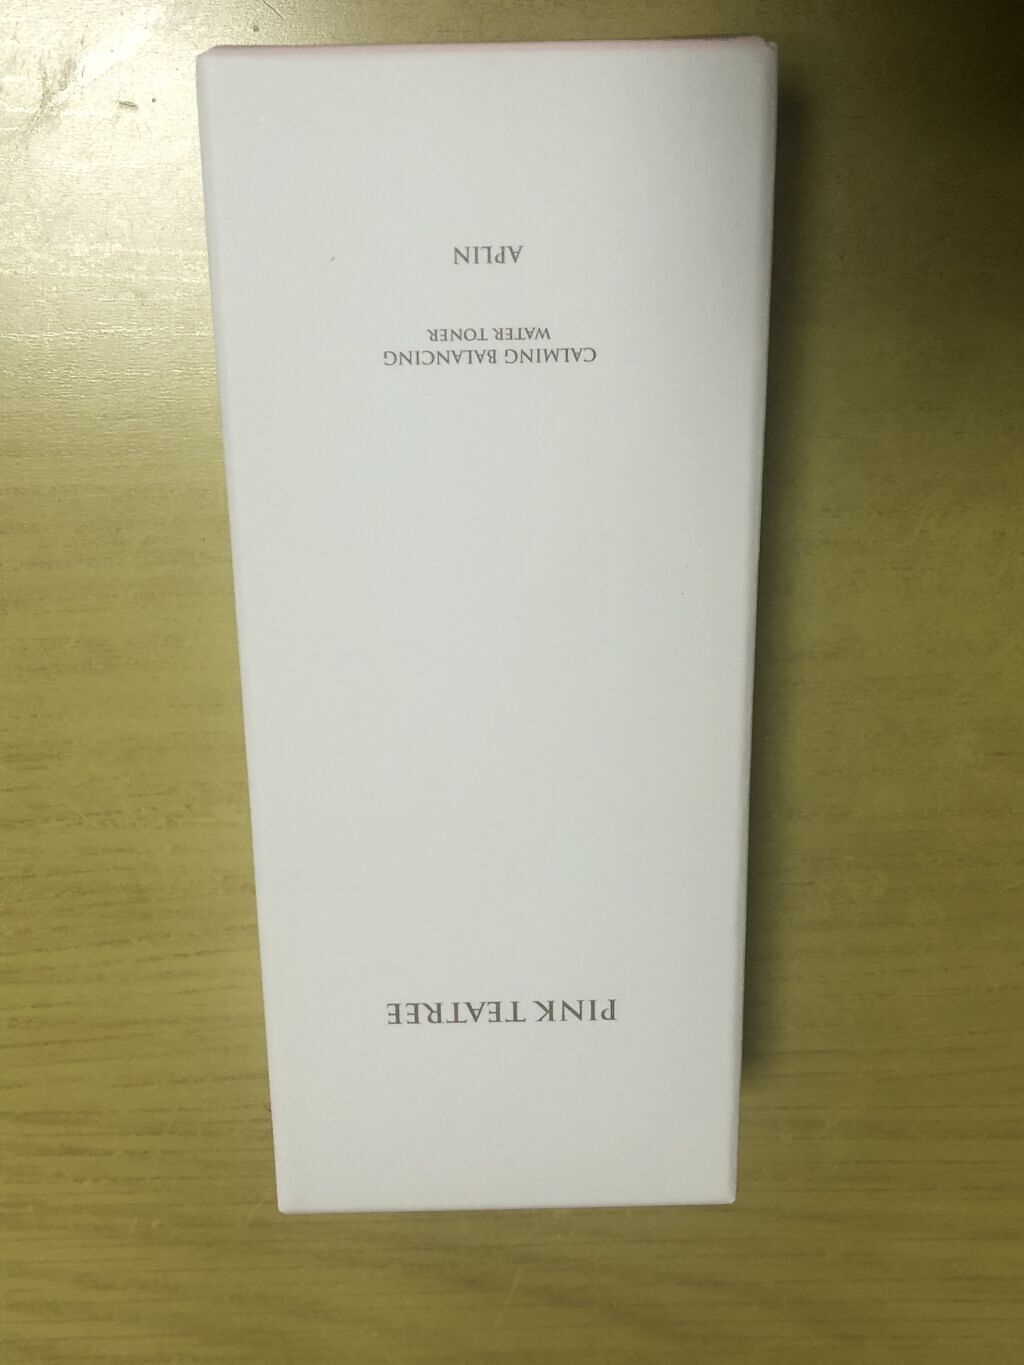 PINK TEATREE
CALMING BALANCING
WATER TONER
APLIN